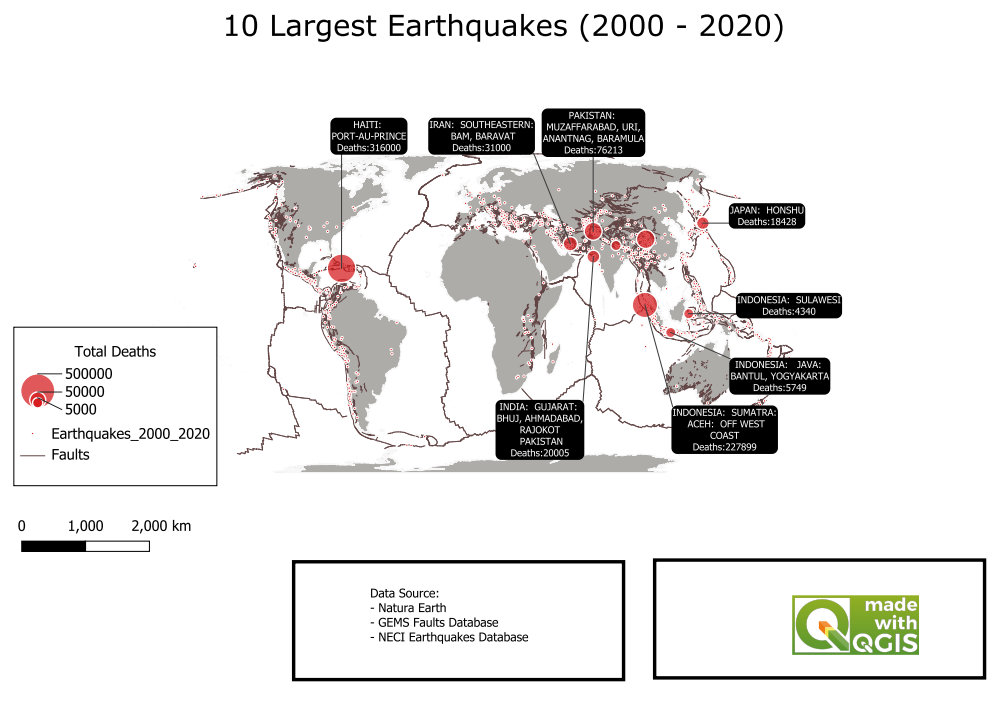 10 Largest Earthquakes (2000 - 2020)
HAITI:
PORT-AU-PRINCE
Deaths:316000
IRAN: SOUTHEASTERN:
BAM, BARAVAT
Deaths:31000
PAKISTAN:
MUZAFFARABAD, URI,
ANANTNAG, BARAMULA
Deaths:76213
JAPAN: HONSHU
Deaths:18428
INDONESIA: SULAWESI
Deaths:4340
INDONESIA: JAVA:
BANTUL, YOGYAKARTA
Deaths:5749
INDIA: GUJARAT:
BHUJ, AHMADABAD,
RAJOKOT
PAKISTAN
Deaths:20005
INDONESIA: SUMATRA:
ACEH: OFF WEST
COAST
Deaths:227899
Total Deaths
500000
50000
5000
Earthquakes_2000_2020
Faults
0 1,000 2,000 km
Data Source:
- Natura Earth
- GEMS Faults Database
- NECI Earthquakes Database
made
with
QGIS